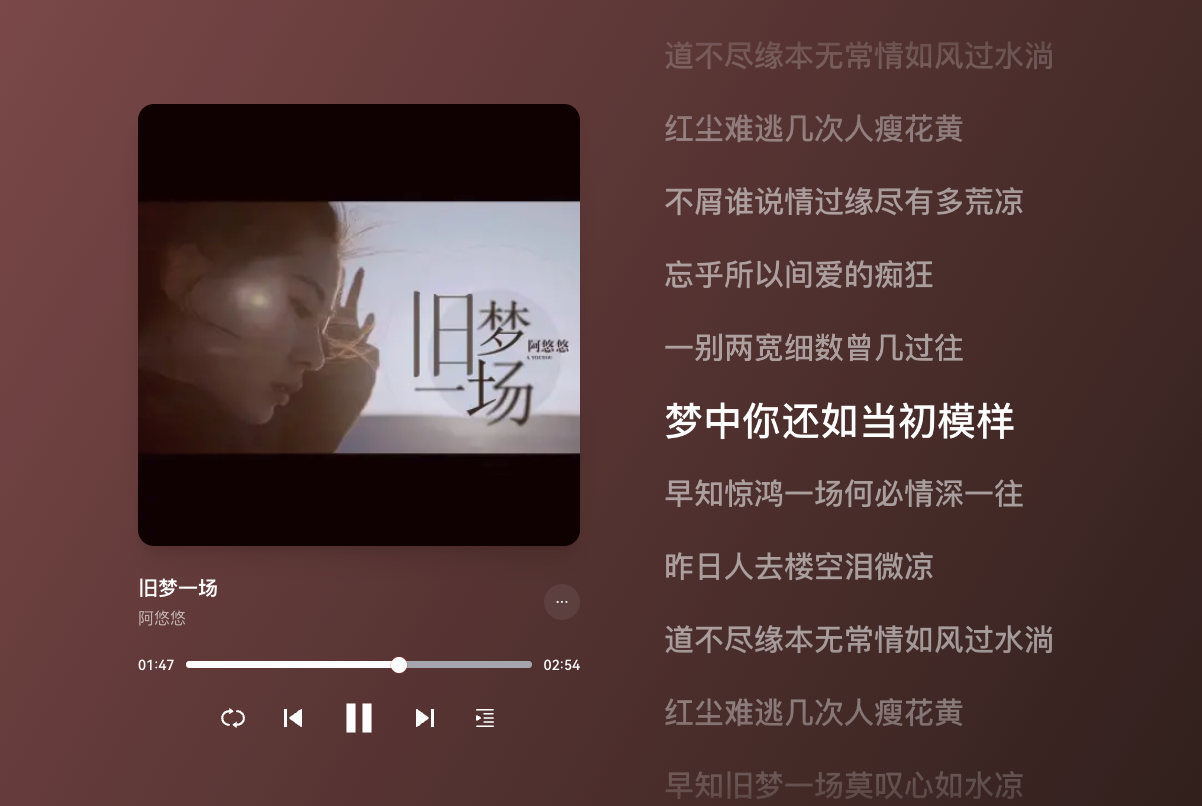 旧梦
一场
阿悠悠
旧梦一场
阿悠悠
...
01:47
02:54
道不尽缘本无常情如风过水淌
红尘难逃几次人瘦花黄
不屑谁说情过缘尽有多荒凉
忘乎所以间爱的痴狂
一别两宽细数曾几过往
梦中你还如当初模样
早知惊鸿一场何必情深一往
昨日人去楼空泪微凉
道不尽缘本无常情如风过水淌
红尘难逃几次人瘦花黄
早知旧梦一场莫叹心如水凉